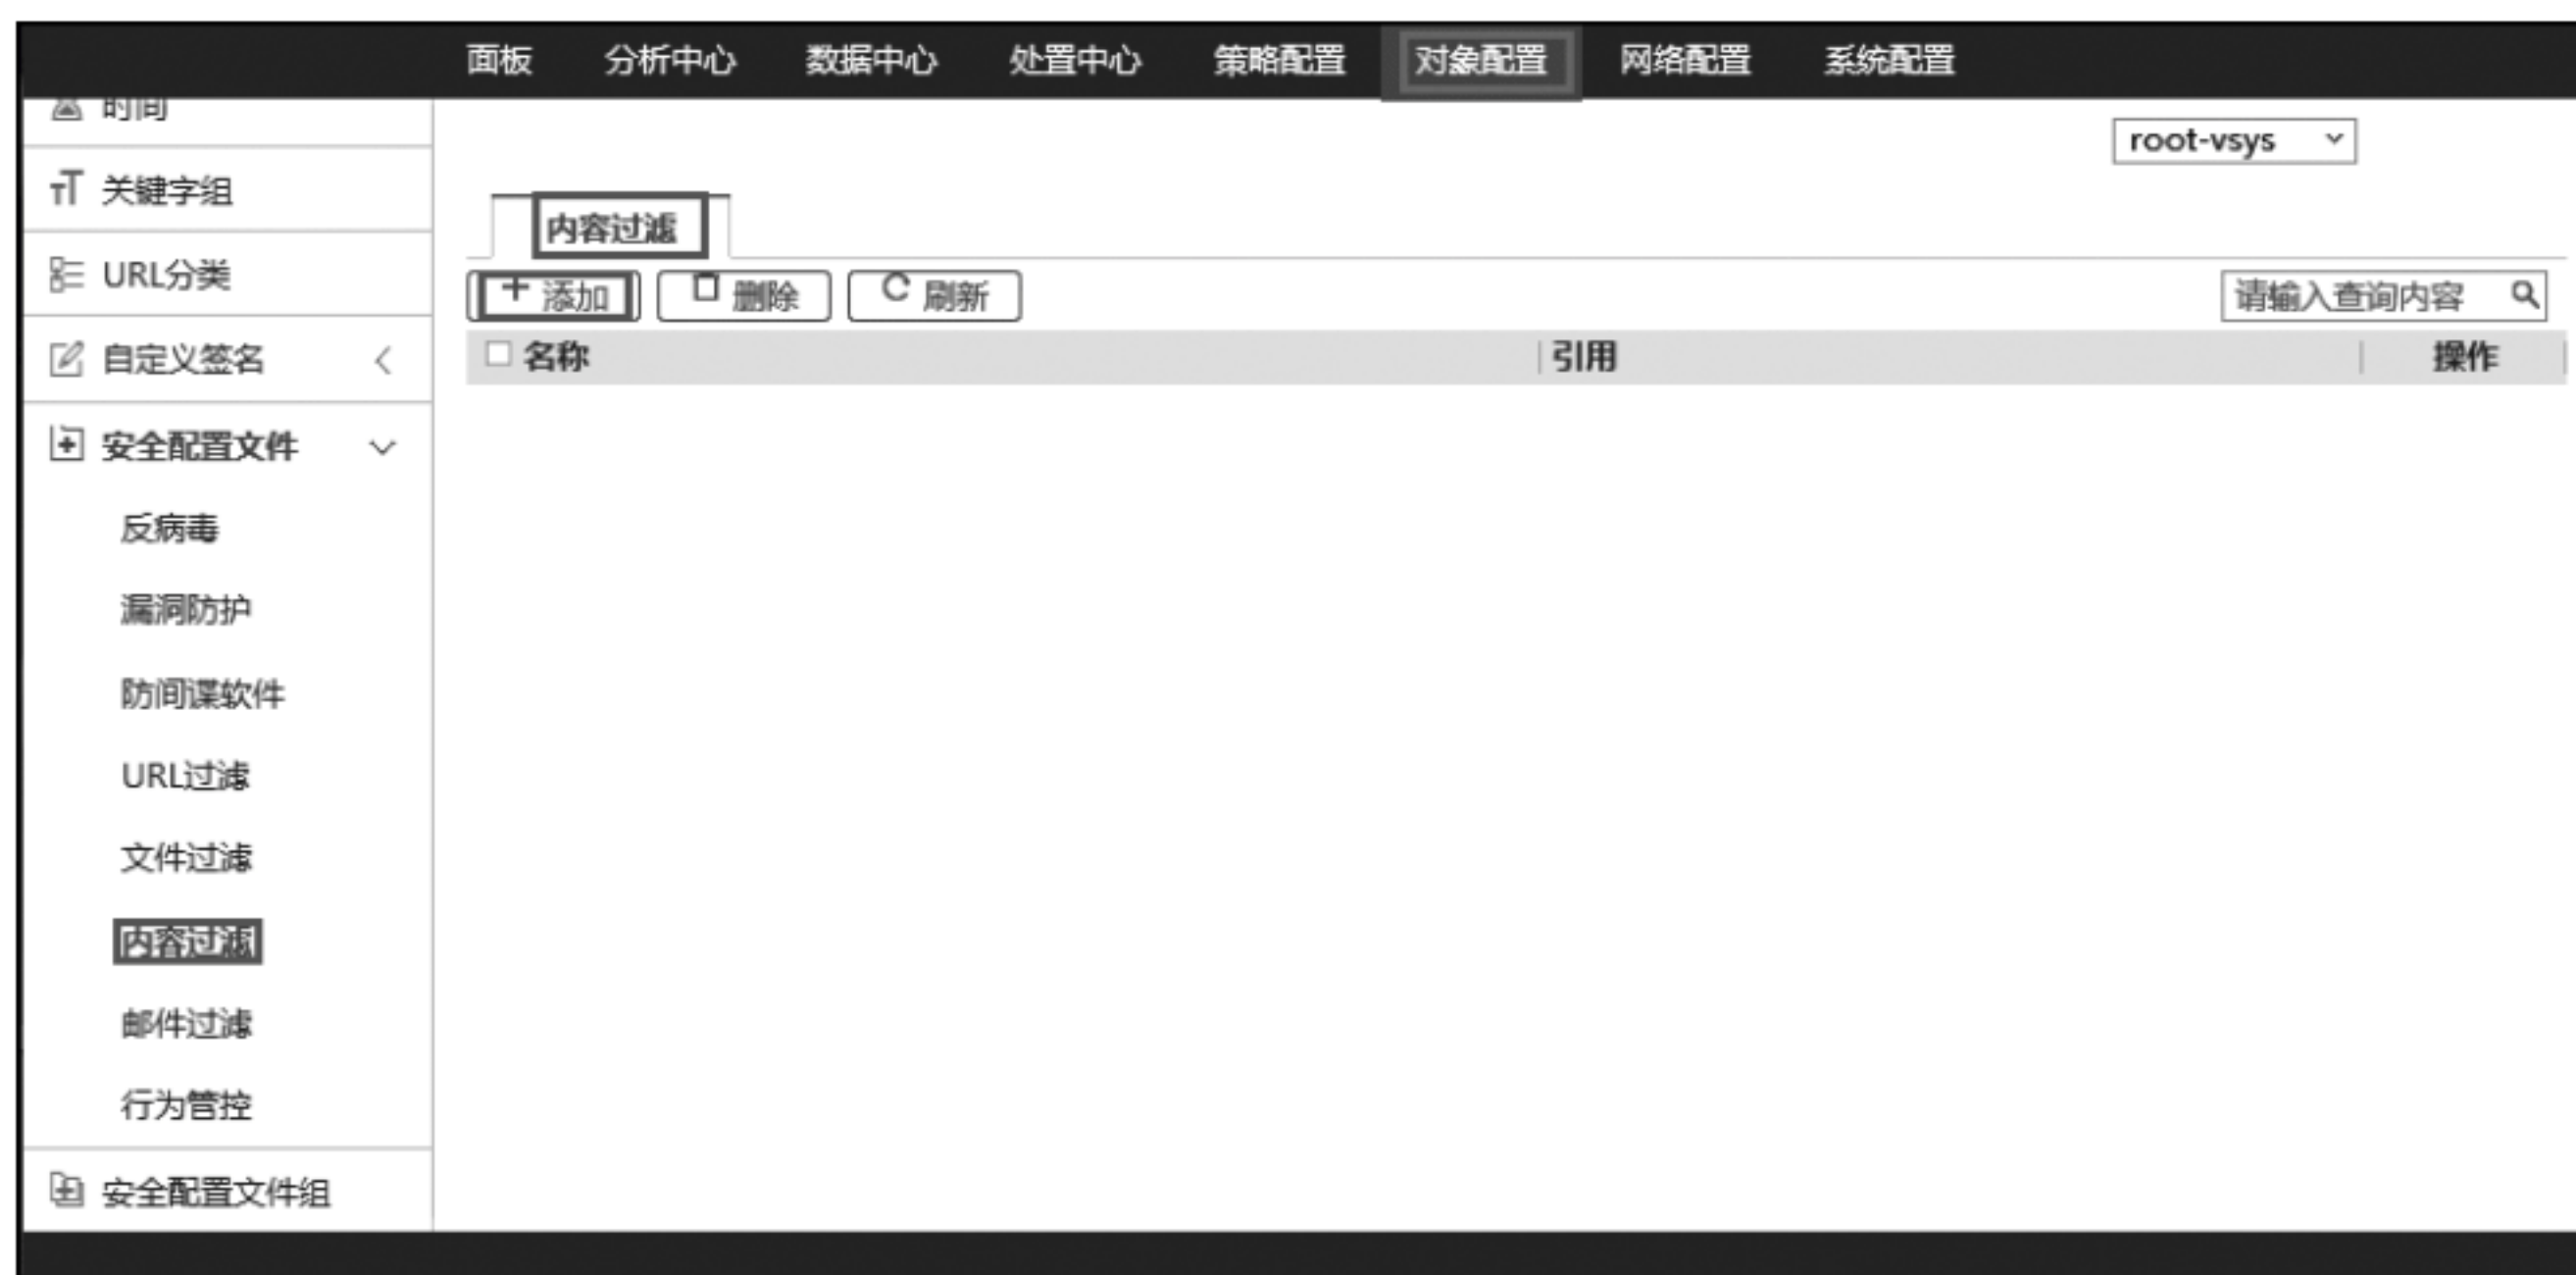 面板 分析中心 数据中心 处置中心 策略配置 对象配置 网络配置 系统配置
时间
关键字组
URL分类
自定义签名
安全配置文件
反病毒
漏洞防护
防间谍软件
URL过滤
文件过滤
内容过滤
邮件过滤
行为管控
安全配置文件组
root-vsys
内容过滤
添加 删除 刷新 请输入查询内容
名称 引用 操作